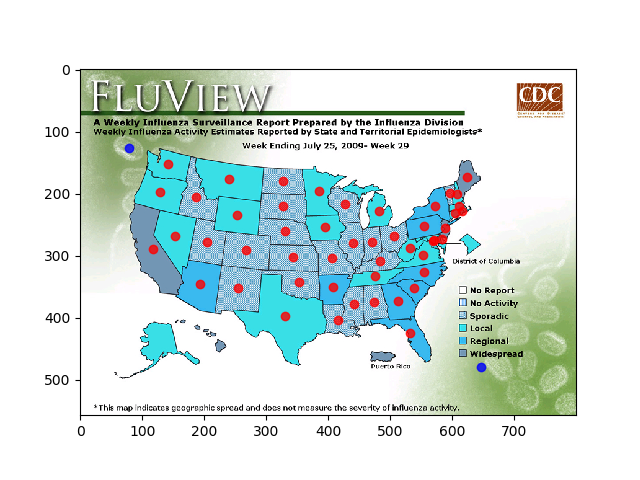 FLUVIEW
CDC
A Weekly Influenza Surveillance Report Prepared by the Influenza Division
Weekly Influenza Activity Estimates Reported by State and Territorial Epidemiologists*
Week Ending July 25, 2009- Week 29
District of Columbia
No Report
No Activity
Sporadic
Local
Regional
Widespread
Puerto Rico
*This map indicates geographic spread and does not measure the severity of influenza activity.
0
100
200
300
400
500
0 100 200 300 400 500 600 700